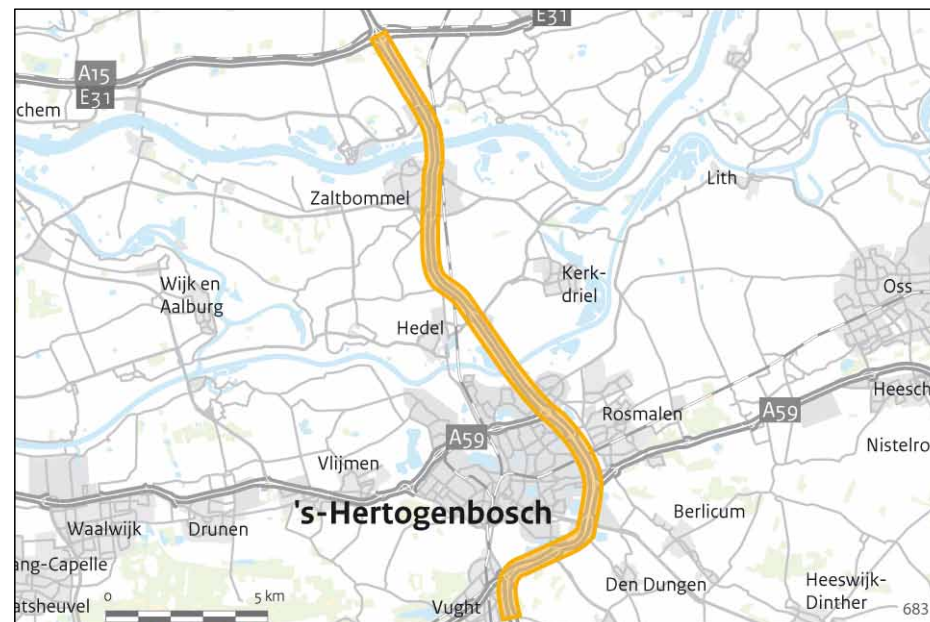 E31
A15
E31
chem
Zaltbommel
Lith
Wijk en
Aalburg
Kerk-
driel
Oss
Hedel
Heesch
Rosmalen
A59
A59
Nistelro
Vlijmen
's-Hertogenbosch
Berlicum
Waalwijk
Drunen
ang-Capelle
Den Dungen
Heeswijk-
Dinther
atsheuvel
0
5 km
Vught
683